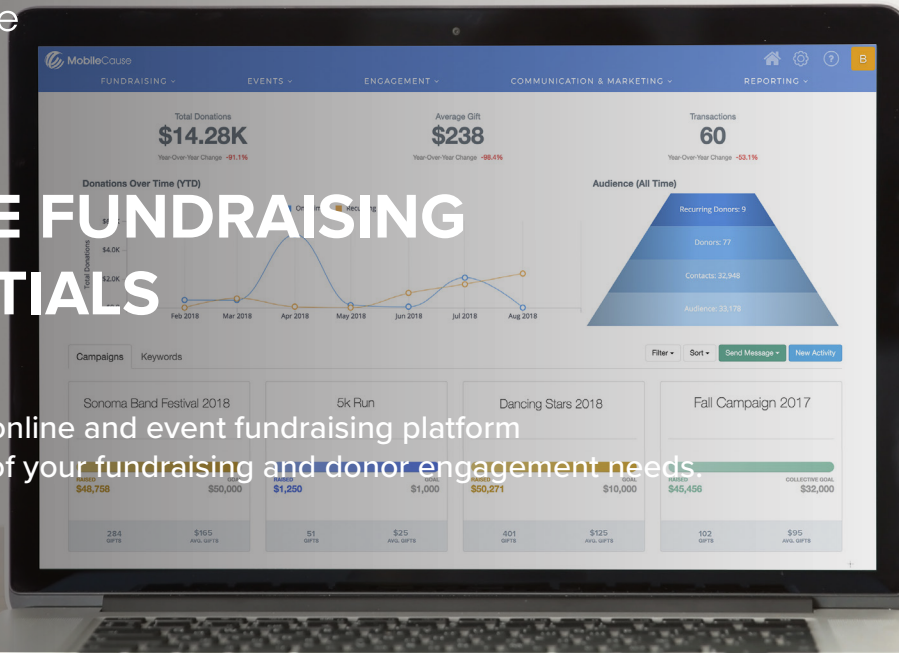 e
MobileCause
B
FUNDRAISING EVENTS ENGAGEMENT COMMUNICATION & MARKETING REPORTING
Total Donations Average Gift Transactions
$14.28K $238 60
Year-Over-Year Change -91.1% Year-Over-Year Change -98.4% Year-Over-Year Change -53.1%
Donations Over Time (YTD) Audience (All Time)
E FUNDRAISING
TIALS
Total Donations
$4.0K
$2.0K
Feb 2018 Mar 2018 Apr 2018 May 2018 Jun 2018 Jul 2018 Aug 2018
Recurring Donors: 9
Donors: 77
Contacts: 32,948
Audience: 33,178
Campaigns Keywords Filter Sort Send Message New Activity
Sonoma Band Festival 2018 5k Run Dancing Stars 2018 Fall Campaign 2017
online and event fundraising platform
of your fundraising and donor engagement needs.
RAISED GOAL RAISED GOAL RAISED GOAL RAISED COLLECTIVE GOAL
$48,758 $50,000 $1,250 $1,000 $50,271 $10,000 $45,456 $32,000
284 $165 51 $25 401 $125 102 $95
GIFTS AVG. GIFTS GIFTS AVG. GIFTS GIFTS AVG. GIFTS GIFTS AVG. GIFTS